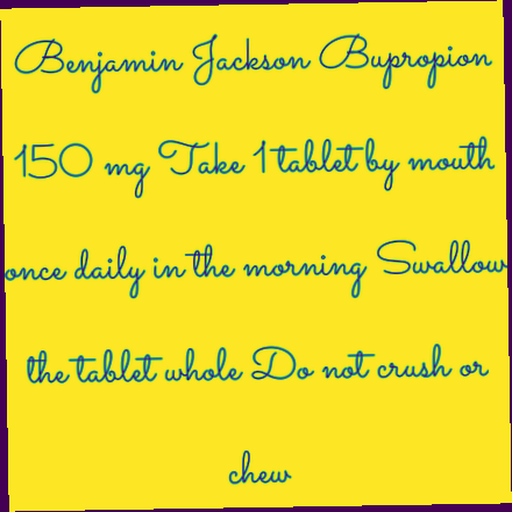 Benjamin Jackson Bupropion
150 mg Take 1 tablet by mouth
once daily in the morning Swallow
the tablet whole Do not crush or
chew